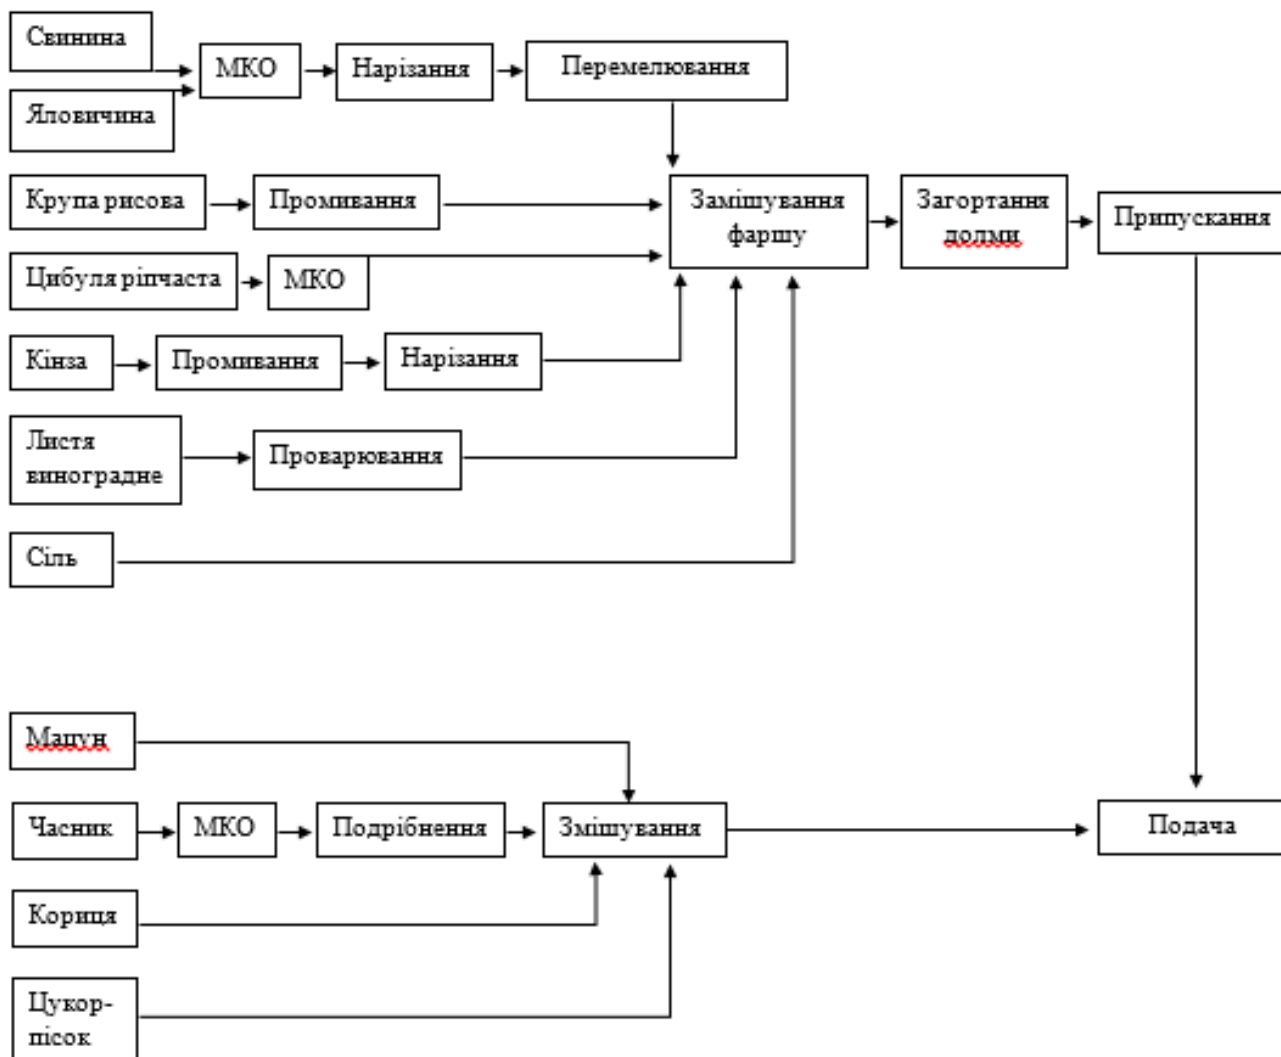 Свинина
МКО
Нарізання
Перемелювання
Яловичина
Крупа рисова
Промивання
Замішування
фаршу
Загортання
долми
Припускання
Цибуля ріпчаста
МКО
Кінза
Промивання
Нарізання
Листя
виноградне
Проварювання
Сіль
Мацун
Часник
МКО
Подрібнення
Змішування
Подача
Кориця
Цукор-
пісок